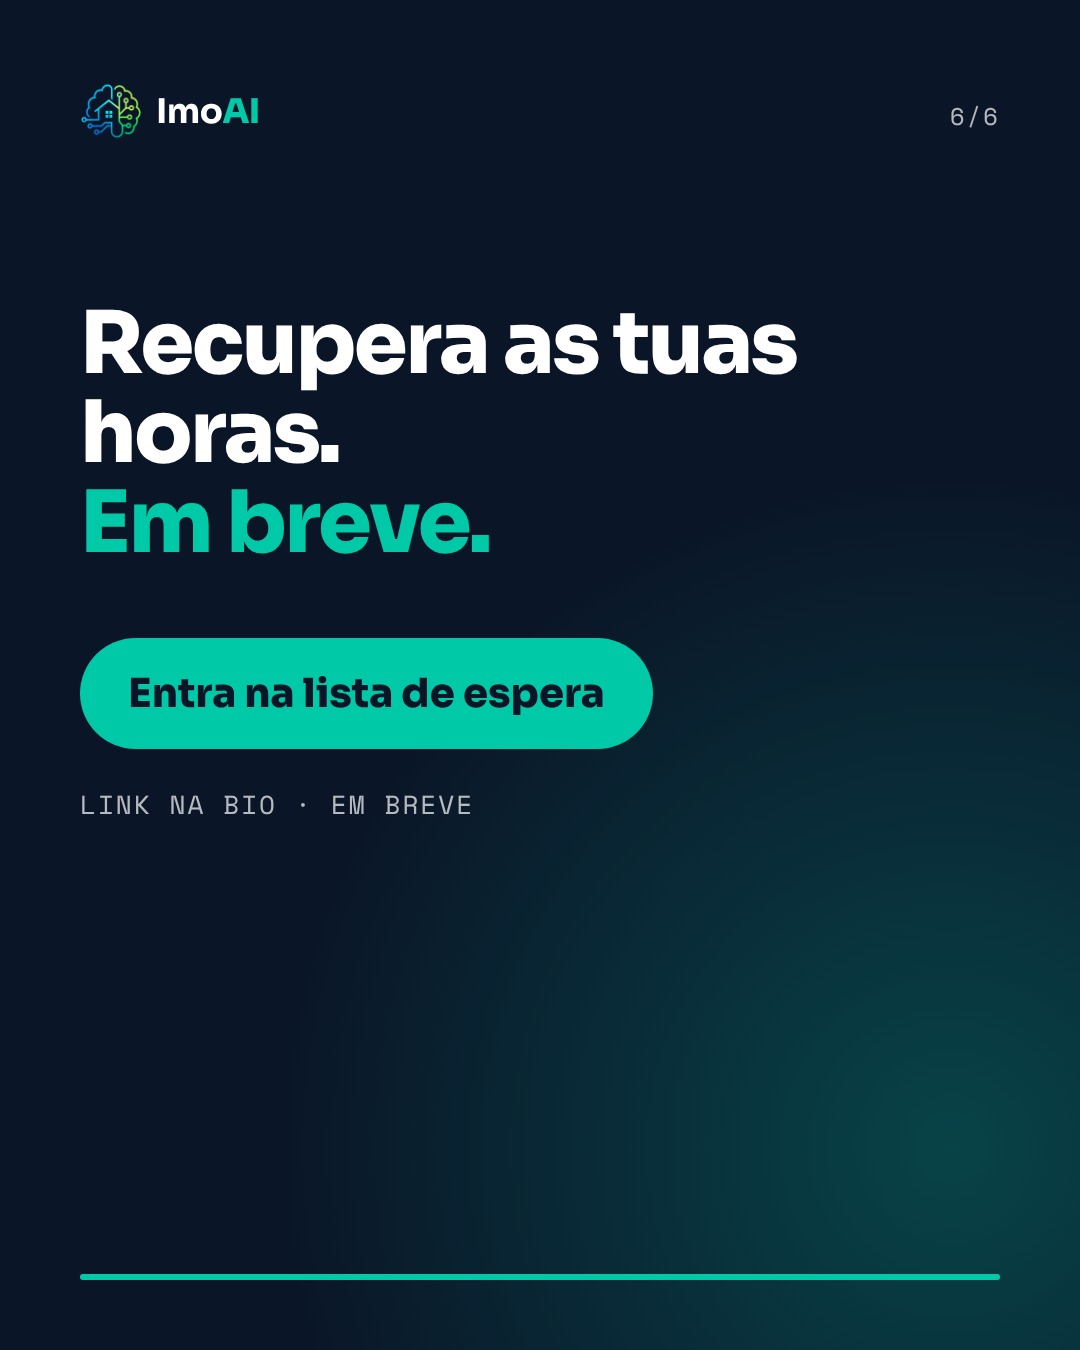 ImoAI
6/6
Recupera as tuas
horas.
Em breve.
Entra na lista de espera
LINK NA BIO · EM BREVE